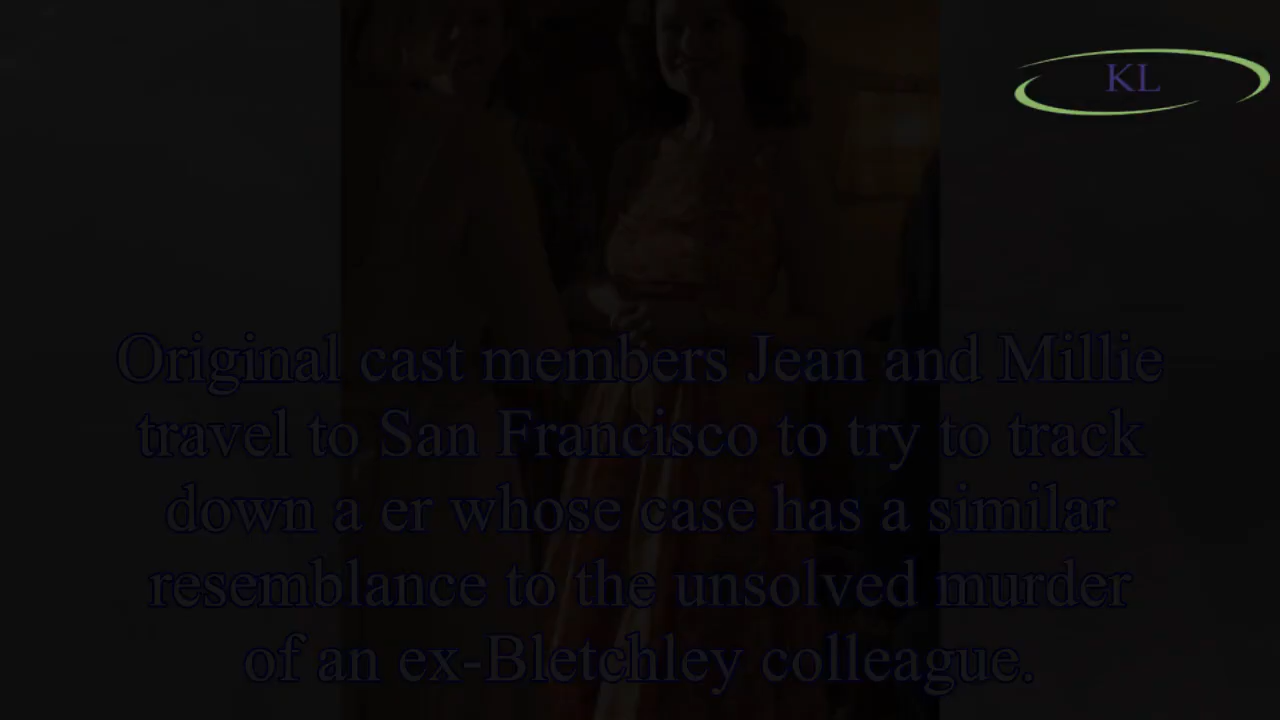 KL
Original cast members Jean and Millie
travel to San Francisco to try to track
down a er whose case has a similar
resemblance to the unsolved murder
of an ex-Bletchley colleague.